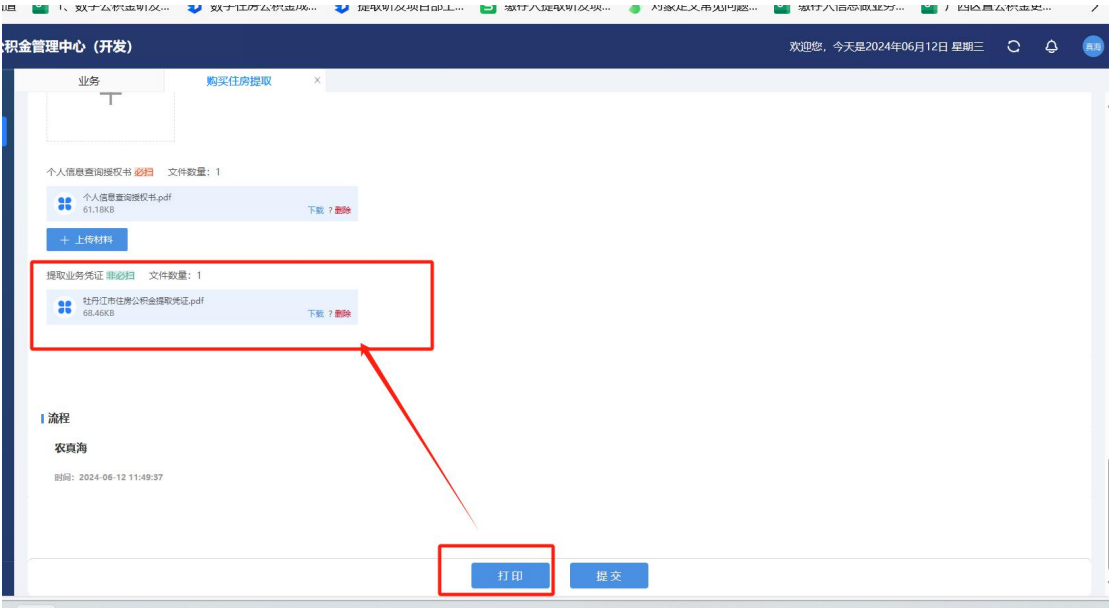 积金管理中心（开发）
欢迎您，今天是2024年06月12日 星期三
真海
业务
购买住房提取
×
个人信息查询授权书 必扫 文件数量：1
个人信息查询授权书.pdf
61.18KB
下载 ? 删除
+ 上传材料
提取业务凭证 非必扫 文件数量：1
牡丹江市住房公积金提取凭证.pdf
68.46KB
下载 ? 删除
流程
农真海
时间：2024-06-12 11:49:37
打印
提交